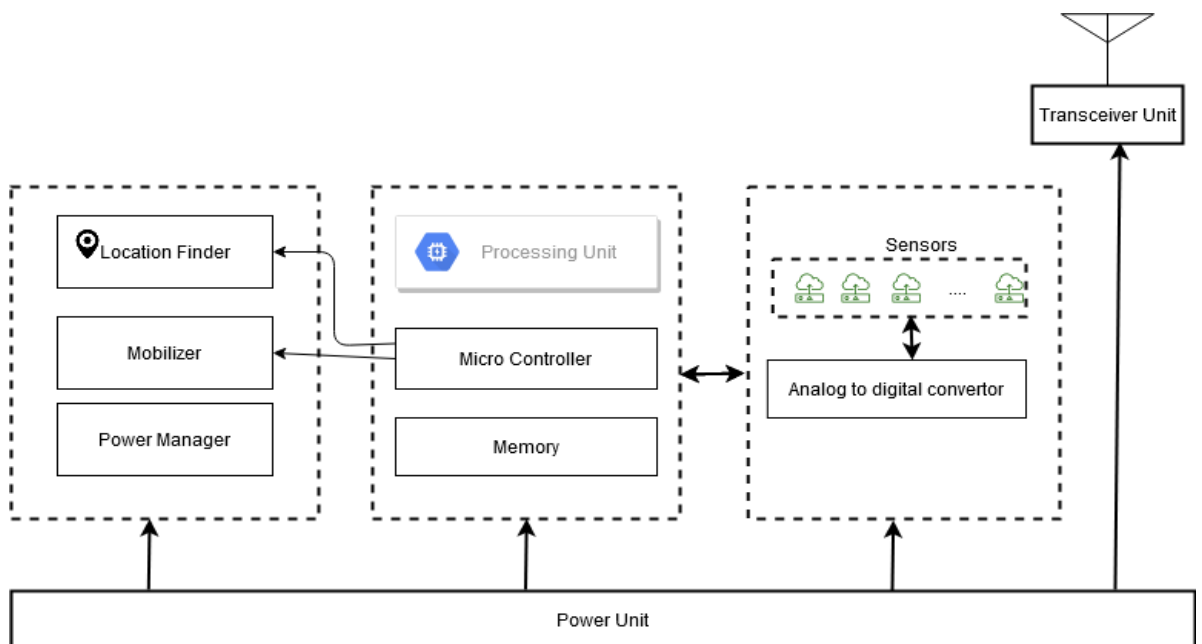 Transceiver Unit
Location Finder
Mobilizer
Power Manager
Processing Unit
Micro Controller
Memory
Sensors
....
Analog to digital convertor
Power Unit